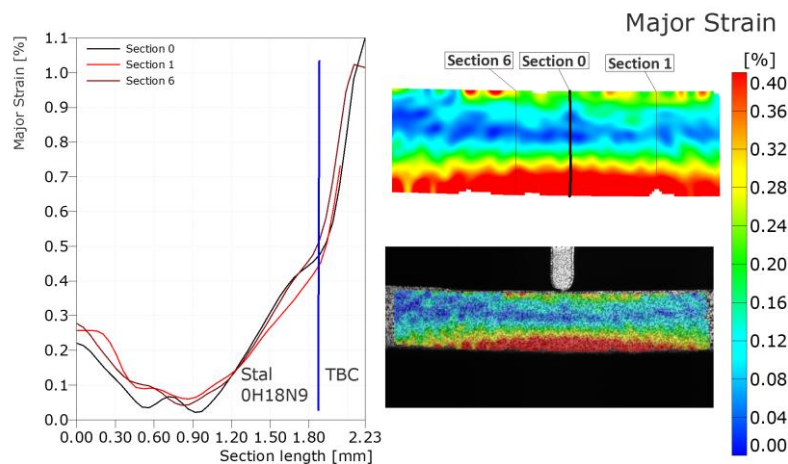 Major Strain
Major Strain [%]
1.1
1.0
0.9
0.8
0.7
0.6
0.5
0.4
0.3
0.2
0.1
0.0
Section 0
Section 1
Section 6
Stal
0H18N9
TBC
0.00 0.30 0.60 0.90 1.20 1.50 1.80 2.23
Section length [mm]
Section 6 Section 0 Section 1
[%]
0.40
0.36
0.32
0.28
0.24
0.20
0.16
0.12
0.08
0.04
0.00